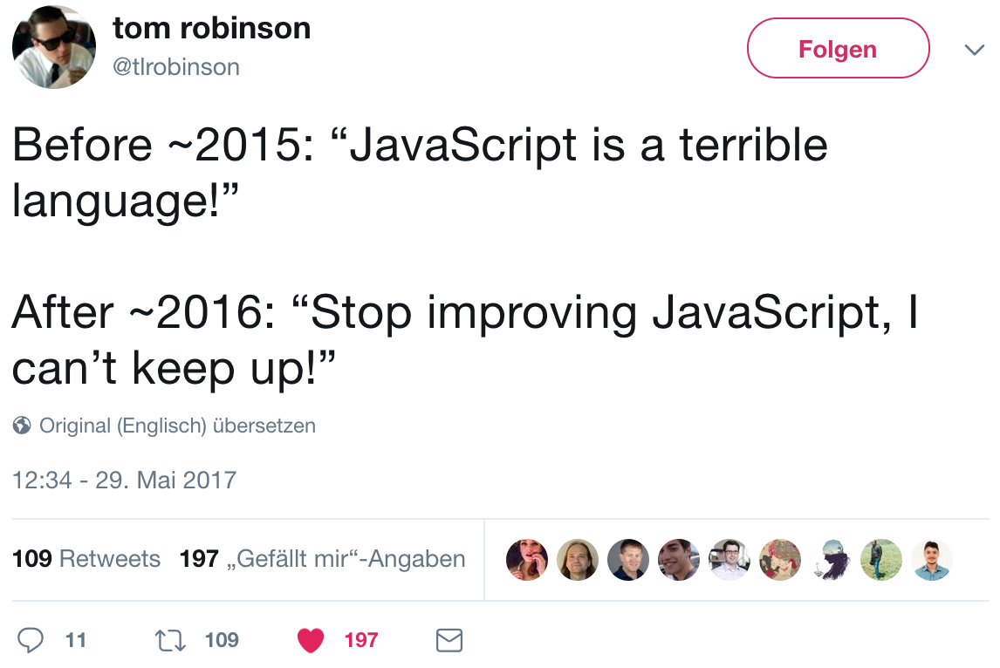 tom robinson
@tlrobinson
Folgen
Before ~2015: “JavaScript is a terrible
language!”
After ~2016: “Stop improving JavaScript, I
can’t keep up!”
Original (Englisch) übersetzen
12:34 - 29. Mai 2017
109 Retweets 197 „Gefällt mir“-Angaben
11 109 197